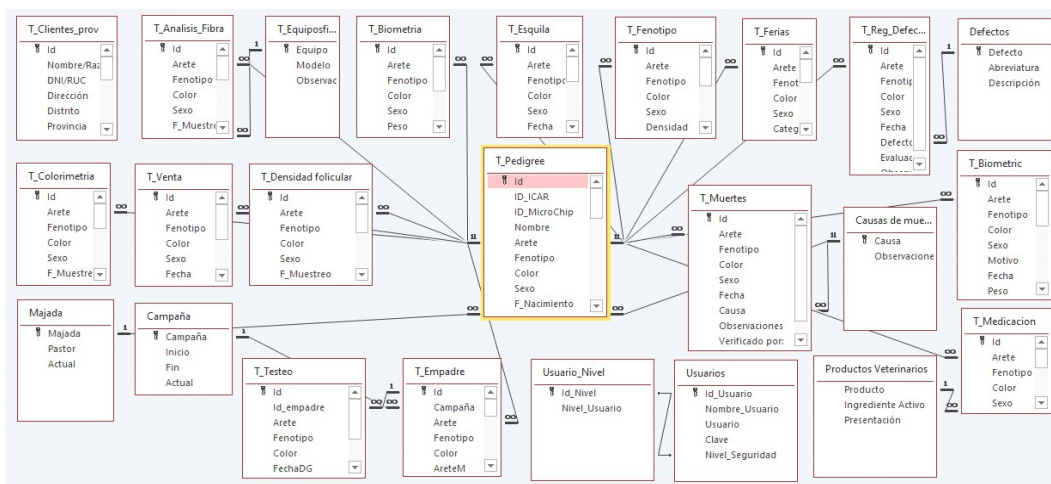 T_Clientes_prov
Id
Nombre/Raz
DNI/RUC
Dirección
Distrito
Provincia
T_Analisis_Fibra
Id
Arete
Fenotipo
Color
Sexo
F_Muestre
T_Equiposfi...
Equipo
Modelo
Observac
T_Biometria
Id
Arete
Fenotipo
Color
Sexo
Peso
T_Esquila
Id
Arete
Fenotipo
Color
Sexo
Fecha
T_Fenotipo
Id
Arete
Fenotipo
Color
Sexo
Densidad
T_Ferias
Id
Arete
Fenot
Color
Sexo
Categ
T_Reg_Defec...
Id
Arete
Fenotip
Color
Sexo
Fecha
Defecto
Evaluac
Defectos
Defecto
Abreviatura
Descripción
T_Colorimetria
Id
Arete
Fenotipo
Color
Sexo
F_Muestre
T_Venta
Id
Arete
Fenotipo
Color
Sexo
Fecha
T_Densidad folicular
Id
Arete
Fenotipo
Color
Sexo
F_Muestreo
T_Pedigree
Id
ID_ICAR
ID_MicroChip
Nombre
Arete
Fenotipo
Color
Sexo
F_Nacimiento
T_Muertes
Id
Arete
Fenotipo
Color
Sexo
Fecha
Causa
Observaciones
Verificado por:
Causas de mue...
Causa
Observacione
T_Biometric
Id
Arete
Fenotipo
Color
Sexo
Motivo
Fecha
Peso
Majada
Majada
Pastor
Actual
Campaña
Campaña
Inicio
Fin
Actual
T_Testeo
Id
Id_empadre
Arete
Fenotipo
Color
FechaDG
T_Empadre
Id
Campaña
Arete
Fenotipo
Color
AreteM
Usuario_Nivel
Id_Nivel
Nivel_Usuario
Usuarios
Id_Usuario
Nombre_Usuario
Usuario
Clave
Nivel_Seguridad
Productos Veterinarios
Producto
Ingrediente Activo
Presentación
T_Medicacion
Id
Arete
Fenotipo
Color
Sexo